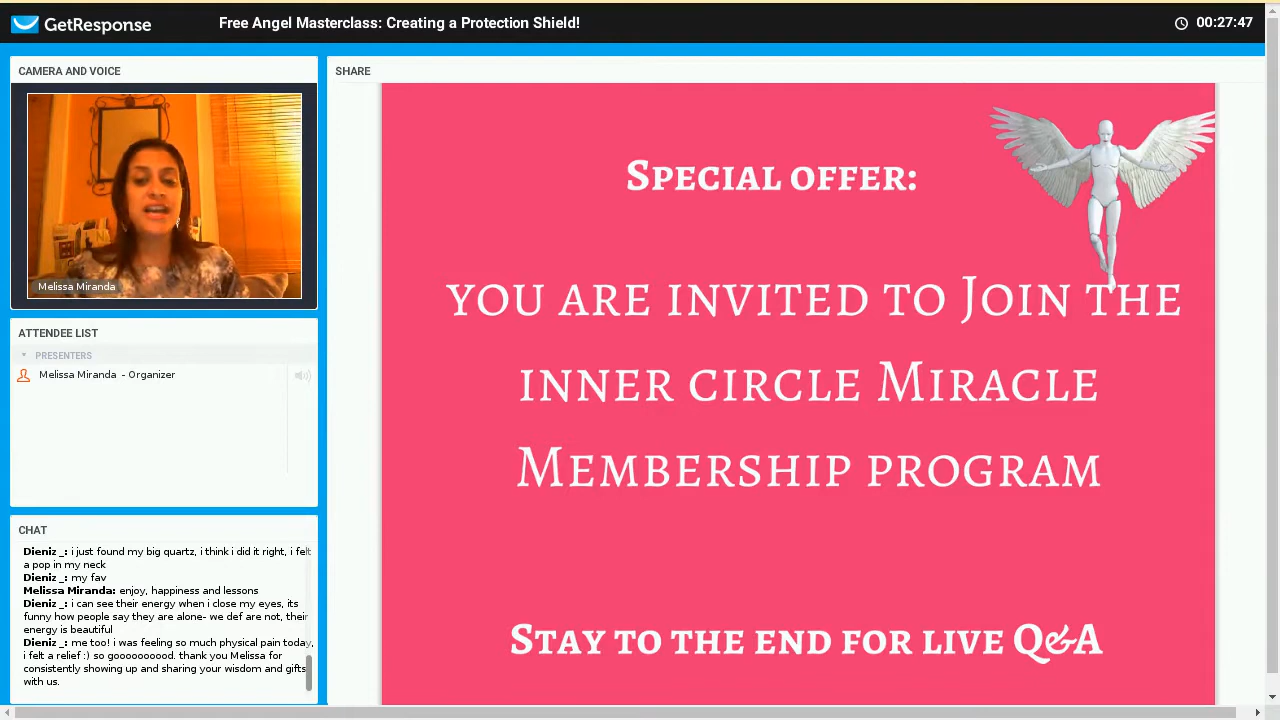 GetResponse
Free Angel Masterclass: Creating a Protection Shield!
00:27:47
CAMERA AND VOICE
Melissa Miranda
ATTENDEE LIST
PRESENTERS
Melissa Miranda - Organizer
CHAT
Dieniz _: i just found my big quartz, i think i did it right, i felt
a pop in my neck
Dieniz _: my fav
Melissa Miranda: enjoy, happiness and lessons
Dieniz _: i can see their energy when i close my eyes, its
funny how people say they are alone- we def are not, their
energy is beautiful
Dieniz _: me too! i was feeling so much physical pain today,
i felt a relief :) so goooooooood. thank you Melissa for
consistently showing up and sharing your wisdom and gifts
with us.
SHARE
Special offer:
you are invited to Join the
inner circle Miracle
Membership program
Stay to the end for live Q&A